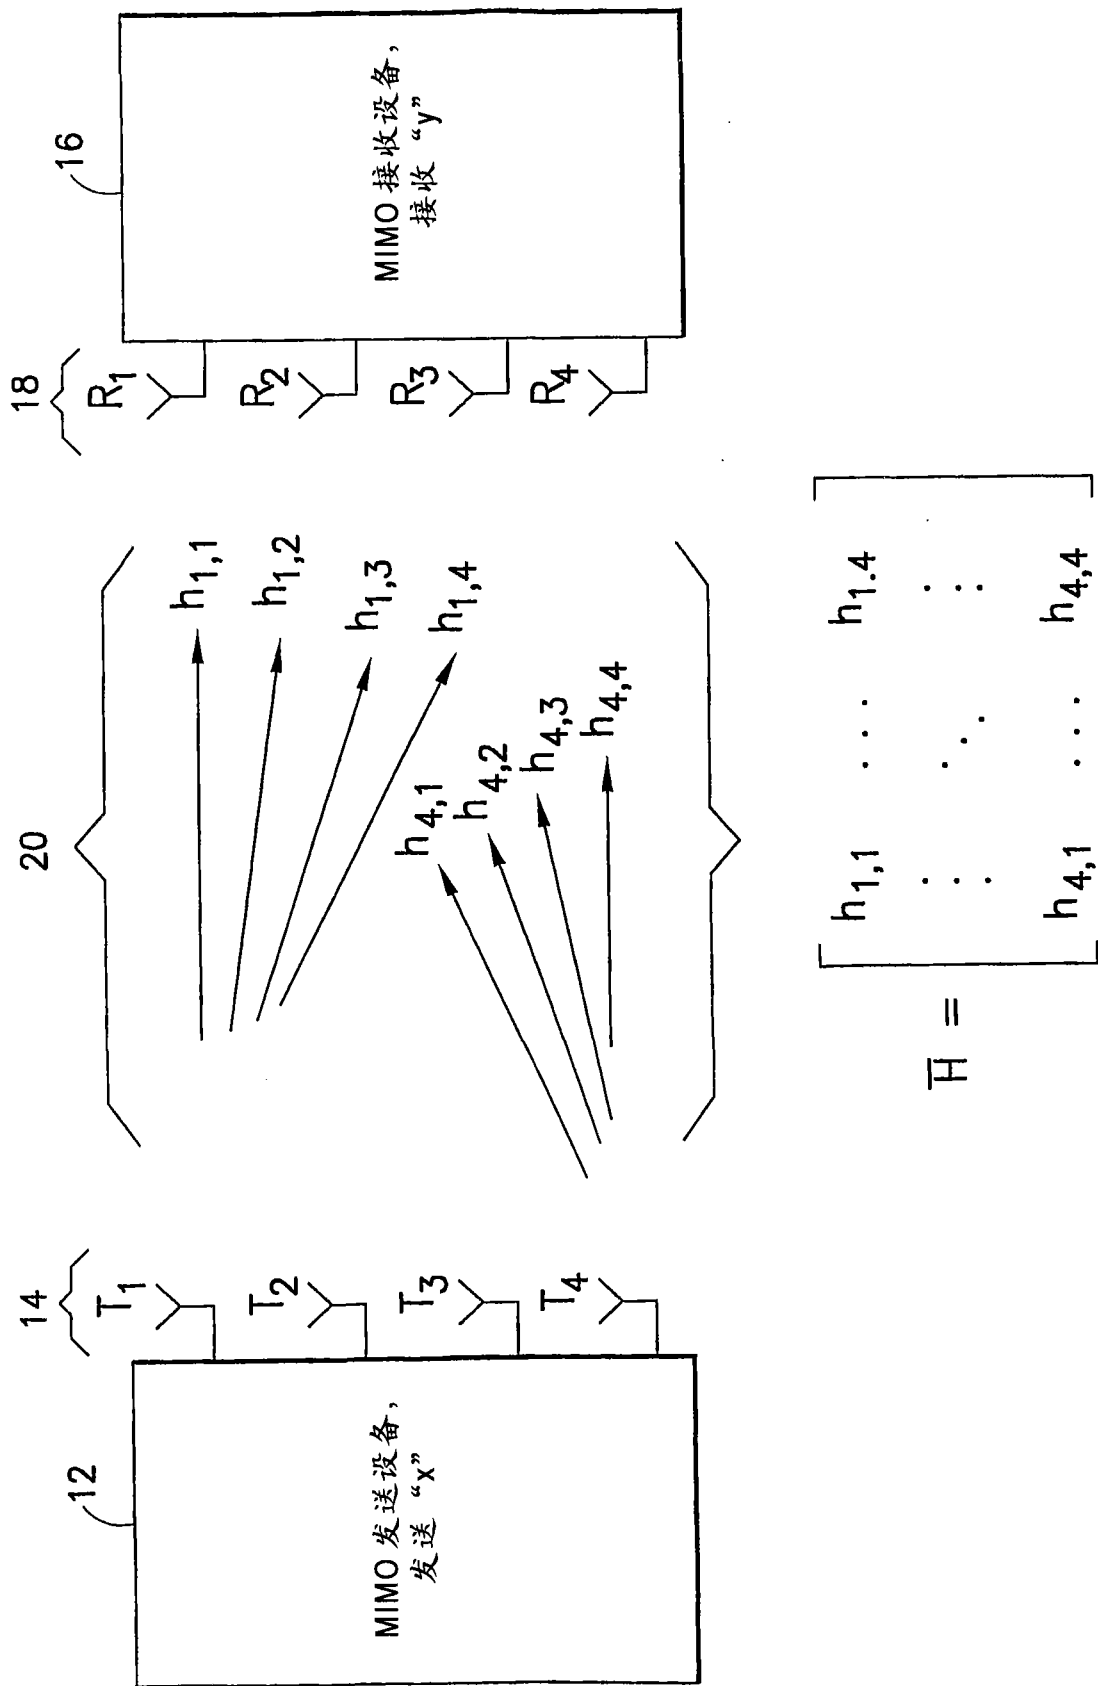 12
MIMO 发送设备,
发送 “x”
14
T1
T2
T3
T4
20
h1,1
h1,2
h1,3
h1,4
h4,1
h4,2
h4,3
h4,4
18
R1
R2
R3
R4
16
MIMO 接收设备,
接收 “y”
H̅ =
h1,1 ··· h1.4
⋮ ⋱ ⋮
h4,1 ··· h4,4